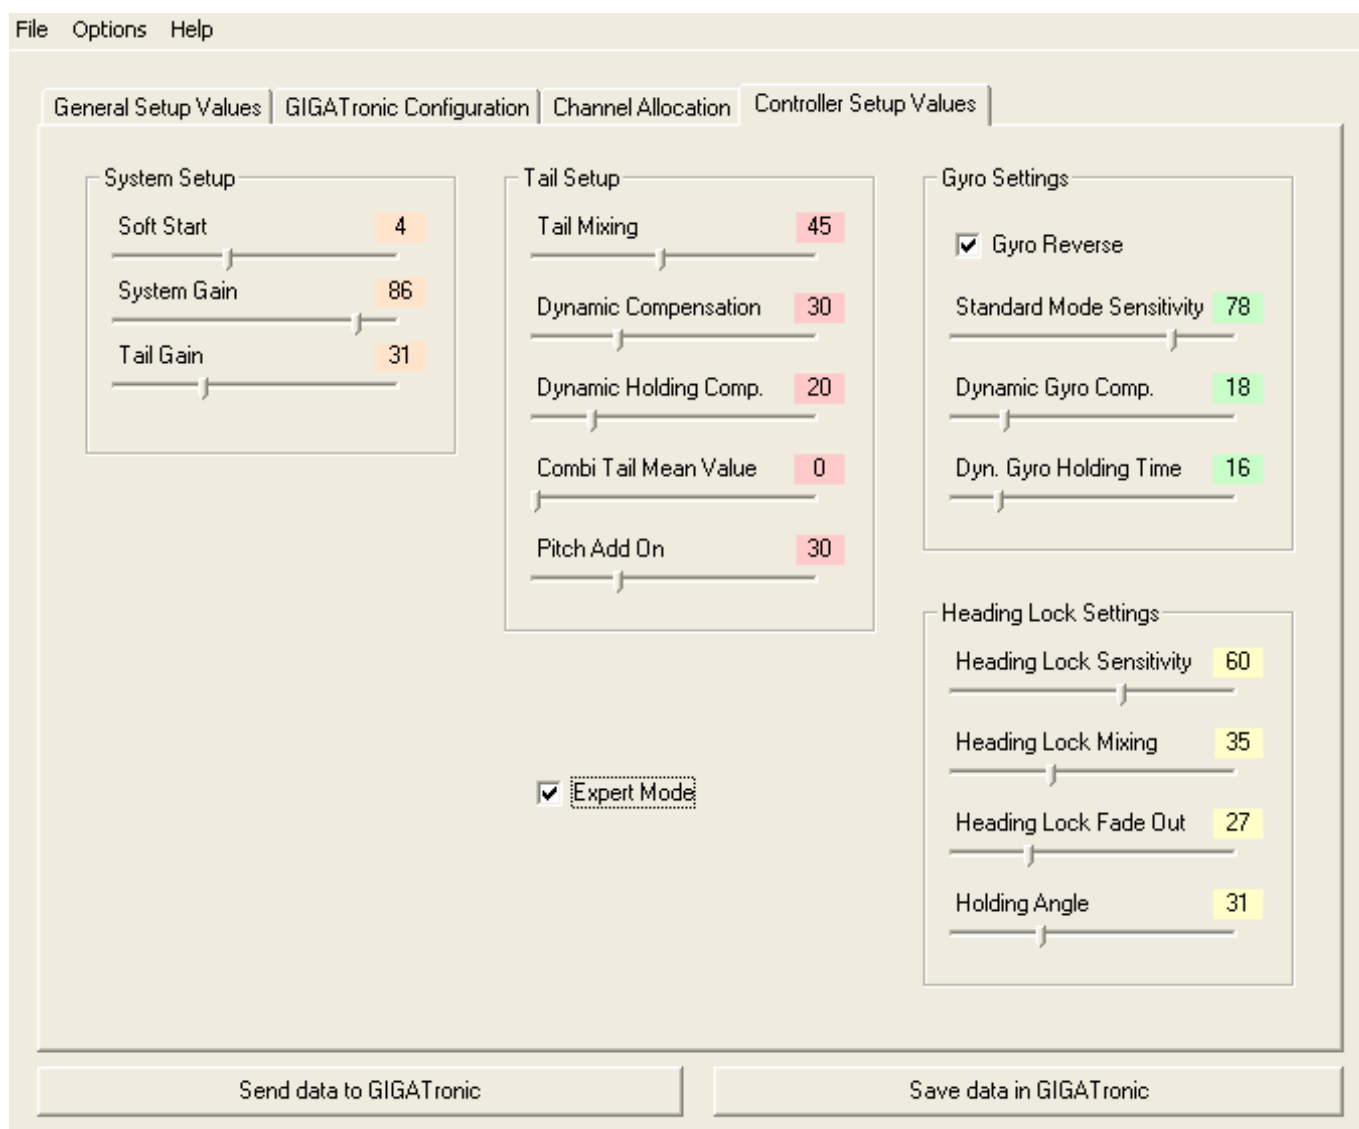 File Options Help
General Setup Values GIGATronic Configuration Channel Allocation Controller Setup Values
System Setup
Soft Start 4
System Gain 86
Tail Gain 31
Tail Setup
Tail Mixing 45
Dynamic Compensation 30
Dynamic Holding Comp. 20
Combi Tail Mean Value 0
Pitch Add On 30
Expert Mode
Gyro Settings
Gyro Reverse
Standard Mode Sensitivity 78
Dynamic Gyro Comp. 18
Dyn. Gyro Holding Time 16
Heading Lock Settings
Heading Lock Sensitivity 60
Heading Lock Mixing 35
Heading Lock Fade Out 27
Holding Angle 31
Send data to GIGATronic
Save data in GIGATronic